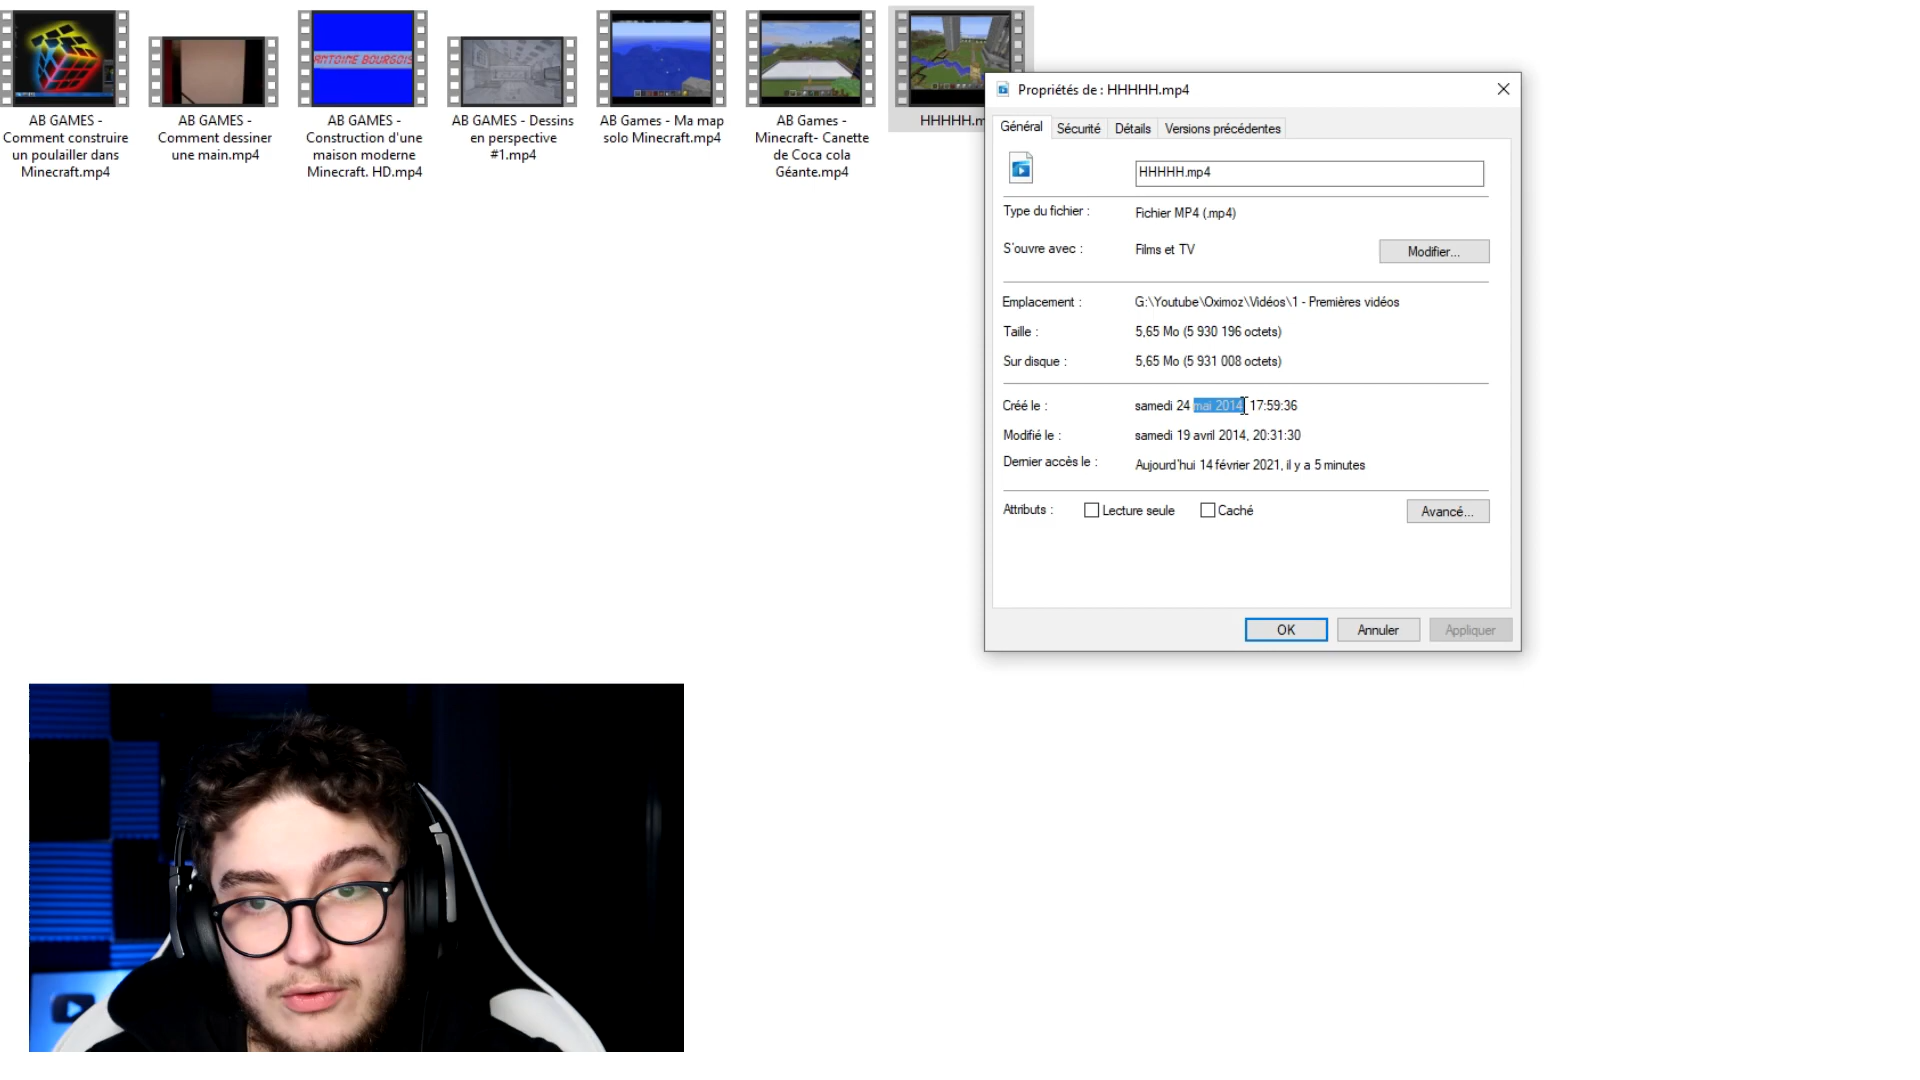 AB GAMES -
Comment construire
un poulailler dans
Minecraft.mp4
AB GAMES -
Comment dessiner
une main.mp4
ANTOINE BOURGOIS
AB GAMES -
Construction d'une
maison moderne
Minecraft. HD.mp4
AB GAMES - Dessins
en perspective
#1.mp4
AB Games - Ma map
solo Minecraft.mp4
AB Games -
Minecraft- Canette
de Coca cola
Géante.mp4
HHHHH.m
Propriétés de : HHHHH.mp4
Général Sécurité Détails Versions précédentes
HHHHH.mp4
Type du fichier : Fichier MP4 (.mp4)
S'ouvre avec : Films et TV Modifier...
Emplacement : G:\Youtube\Oximoz\Vidéos\1 - Premières vidéos
Taille : 5,65 Mo (5 930 196 octets)
Sur disque : 5,65 Mo (5 931 008 octets)
Créé le : samedi 24 mai 2014, 17:59:36
Modifié le : samedi 19 avril 2014, 20:31:30
Dernier accès le : Aujourd'hui 14 février 2021, il y a 5 minutes
Attributs : Lecture seule Caché Avancé...
OK Annuler Appliquer